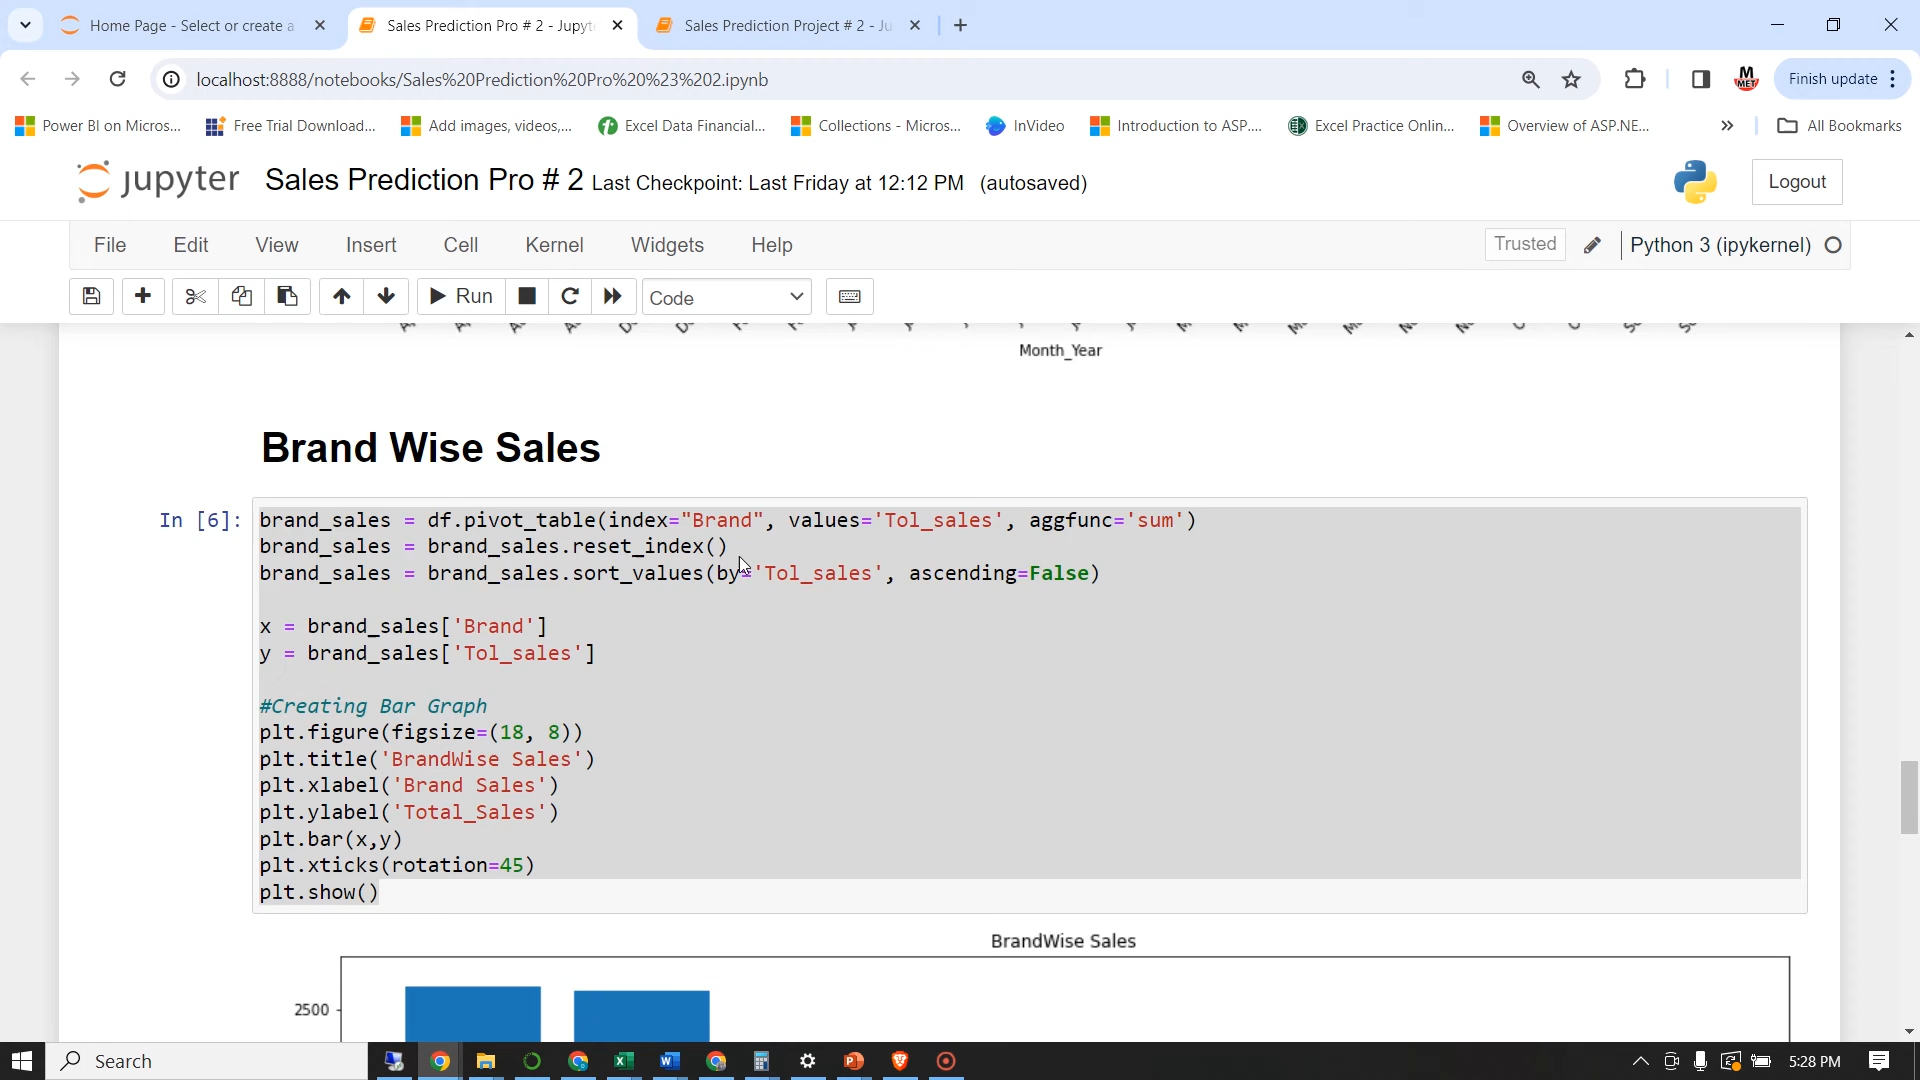 Home Page - Select or create a
Sales Prediction Pro # 2 - Jupyte
Sales Prediction Project # 2 - Ju
localhost:8888/notebooks/Sales%20Prediction%20Pro%20%23%202.ipynb
MET
Finish update
Power BI on Micros...
Free Trial Download...
Add images, videos,...
Excel Data Financial...
Collections - Micros...
InVideo
Introduction to ASP....
Excel Practice Onlin...
Overview of ASP.NE...
All Bookmarks
jupyter
Sales Prediction Pro # 2 Last Checkpoint: Last Friday at 12:12 PM (autosaved)
Logout
File Edit View Insert Cell Kernel Widgets Help
Trusted
Python 3 (ipykernel)
Run
Code
Month_Year
Brand Wise Sales
In [6]:
brand_sales = df.pivot_table(index="Brand", values='Tol_sales', aggfunc='sum')
brand_sales = brand_sales.reset_index()
brand_sales = brand_sales.sort_values(by='Tol_sales', ascending=False)
x = brand_sales['Brand']
y = brand_sales['Tol_sales']
#Creating Bar Graph
plt.figure(figsize=(18, 8))
plt.title('BrandWise Sales')
plt.xlabel('Brand Sales')
plt.ylabel('Total_Sales')
plt.bar(x,y)
plt.xticks(rotation=45)
plt.show()
BrandWise Sales
2500
Search
5:28 PM